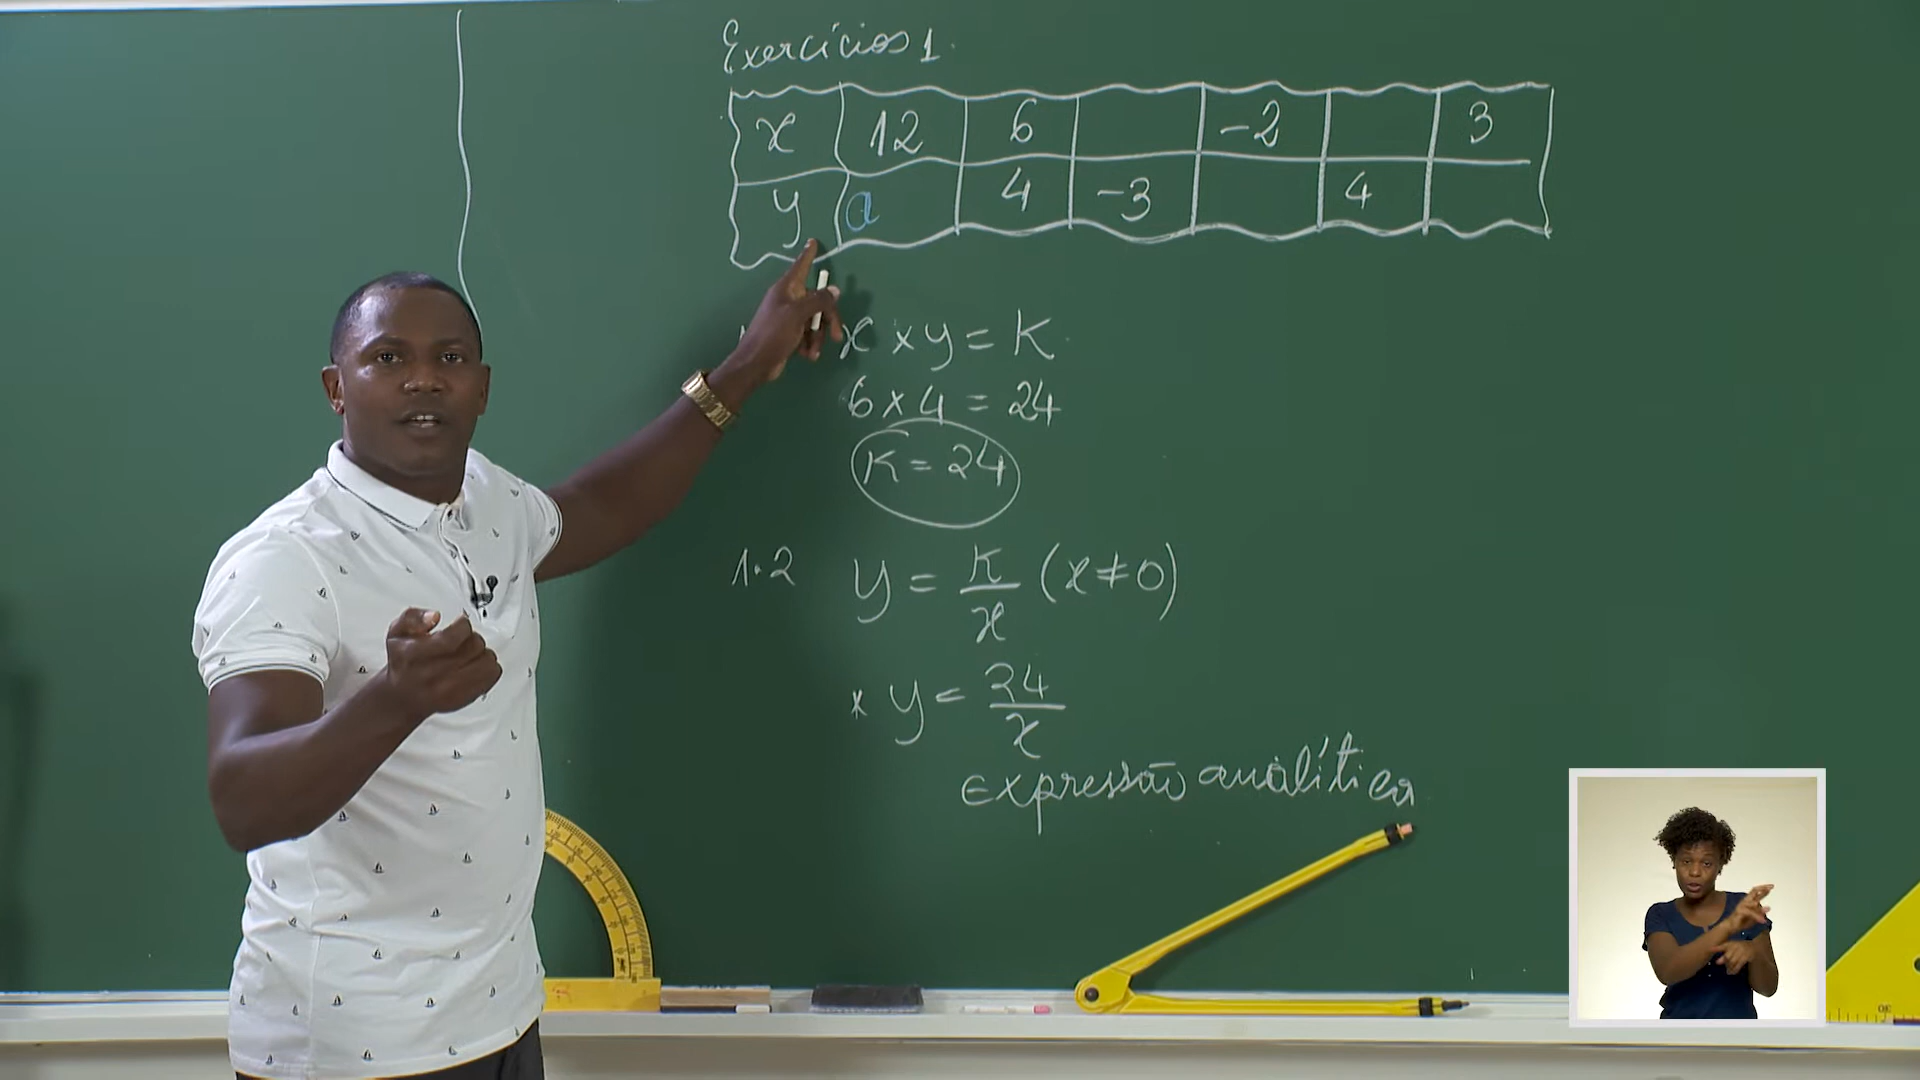 Exercícios 1.
x 12 6 -2 3
y a 4 -3 4
x x y = K
6 x 4 = 24
K = 24
1.2 y = K/x (x ≠ 0)
* y = 24/x
Expressão analítica